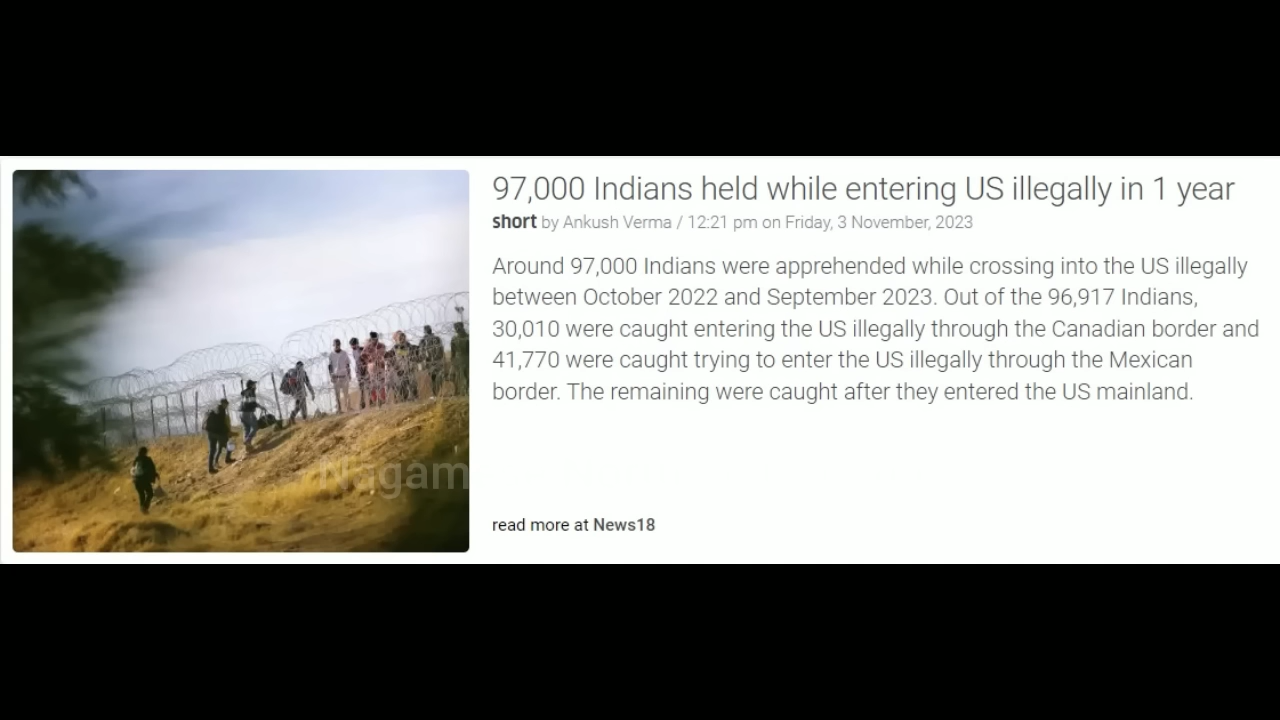 97,000 Indians held while entering US illegally in 1 year
short by Ankush Verma / 12:21 pm on Friday, 3 November, 2023
Around 97,000 Indians were apprehended while crossing into the US illegally
between October 2022 and September 2023. Out of the 96,917 Indians,
30,010 were caught entering the US illegally through the Canadian border and
41,770 were caught trying to enter the US illegally through the Mexican
border. The remaining were caught after they entered the US mainland.
Nagam
read more at News18